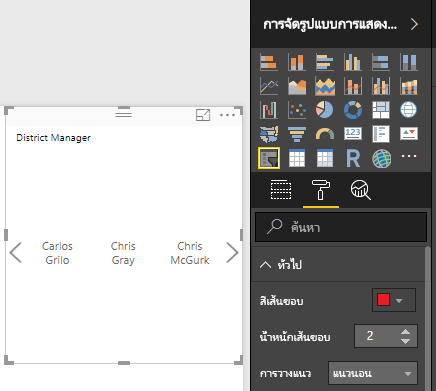 การจัดรูปแบบการแสดง...
123
R
District Manager
Carlos
Grilo
Chris
Gray
Chris
McGurk
ค้นหา
ทั่วไป
สีเส้นขอบ
น้ำหนักเส้นขอบ
2
การวางแนว
แนวนอน